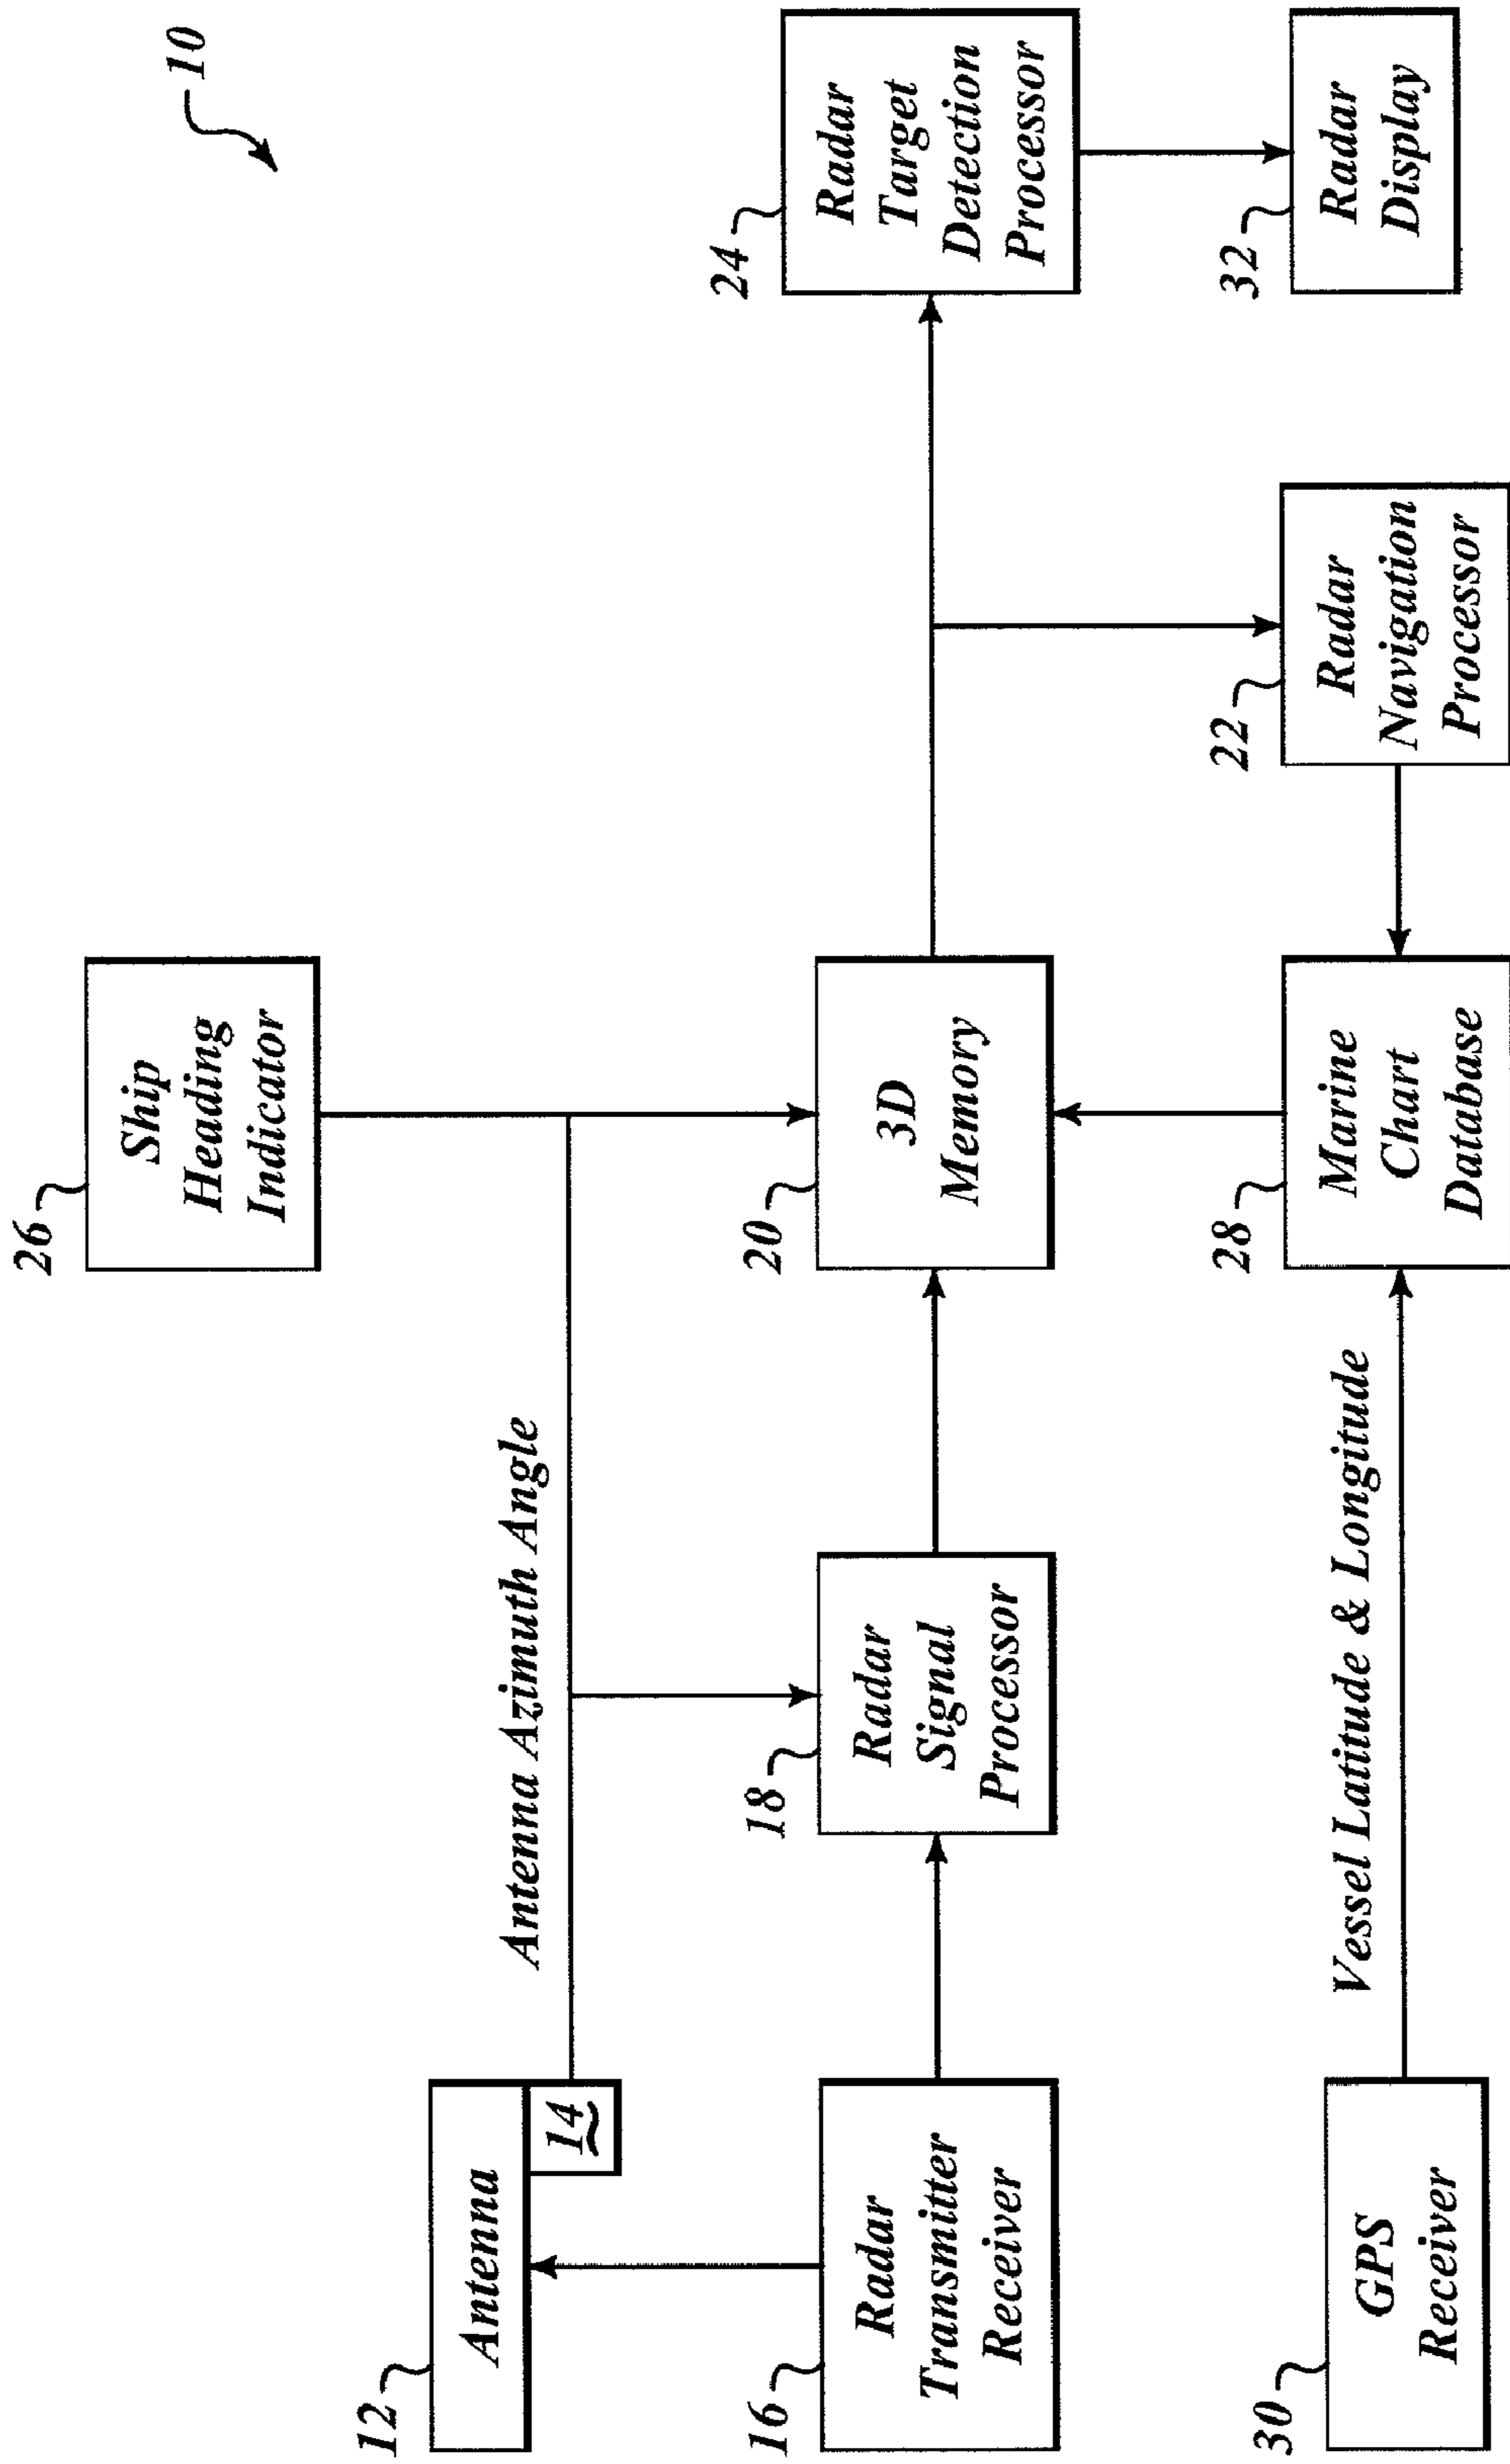 10
26
Ship
Heading
Indicator
12
Antenna
14
Antenna Azimuth Angle
16
Radar
Transmitter
Receiver
18
Radar
Signal
Processor
20
3D
Memory
24
Radar
Target
Detection
Processor
30
GPS
Receiver
Vessel Latitude & Longitude
28
Marine
Chart
Database
22
Radar
Navigation
Processor
32
Radar
Display